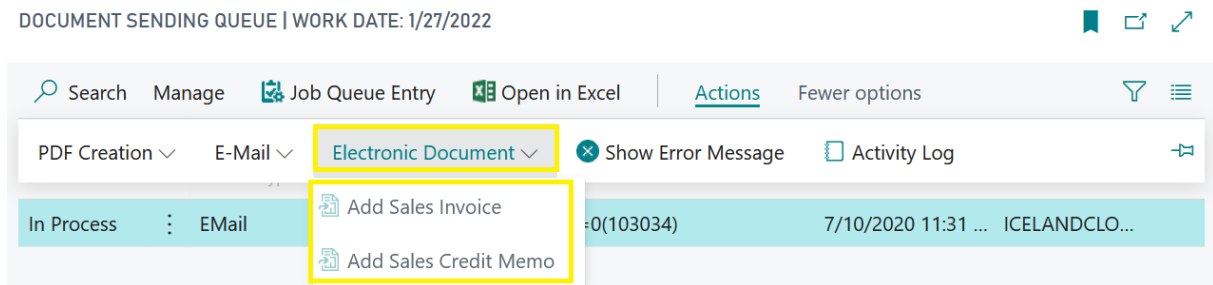 DOCUMENT SENDING QUEUE | WORK DATE: 1/27/2022
Search Manage Job Queue Entry Open in Excel Actions Fewer options
PDF Creation E-Mail Electronic Document Show Error Message Activity Log
Add Sales Invoice
In Process EMail =0(103034) 7/10/2020 11:31 ... ICELANDCLO...
Add Sales Credit Memo